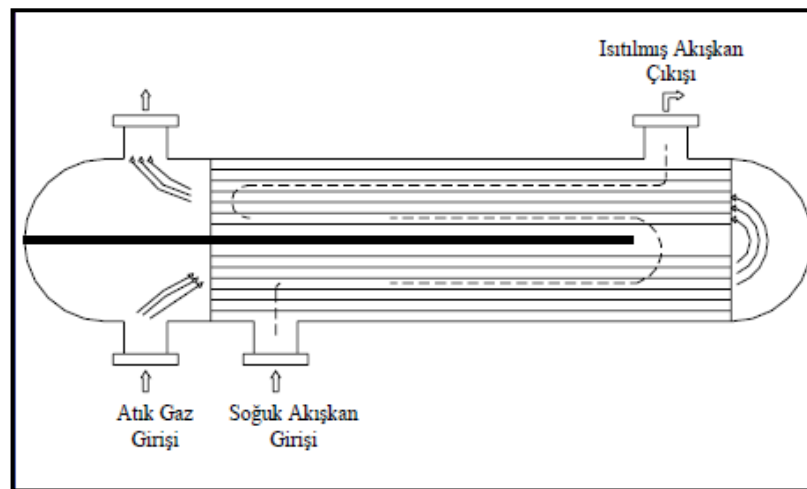 Isıtılmış Akışkan
Çıkışı
Atık Gaz
Girişi
Soğuk Akışkan
Girişi